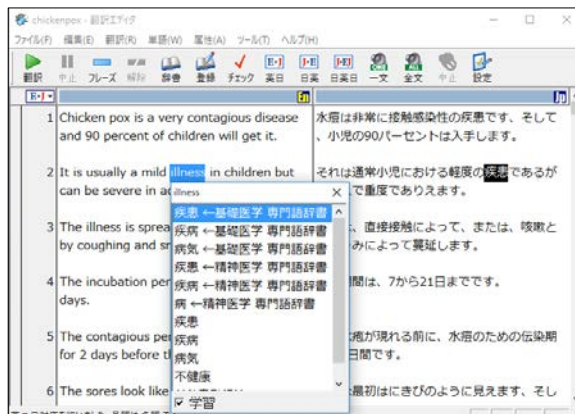 chickenpox - 翻訳エディタ
ファイル(F) 編集(E) 翻訳(R) 単語(W) 属性(A) ツール(T) ヘルプ(H)
翻訳 中止 フレーズ 解除 辞書 登録 チェック 英日 日英 日英日 一文 全文 中止 設定
E•J
1 Chicken pox is a very contagious disease
and 90 percent of children will get it.
水痘は非常に接触感染性の疾患です、そして
、小児の90パーセントは入手します。
2 It is usually a mild illness in children but
can be severe in
それは通常小児における軽度の疾患であるが
で重度でありえます。
illness
疾患 ←基礎医学 専門語辞書
疾病 ←基礎医学 専門語辞書
病気 ←基礎医学 専門語辞書
疾患 ←精神医学 専門語辞書
疾病 ←精神医学 専門語辞書
病 ←精神医学 専門語辞書
疾患
疾病
病気
不健康
学習
3 The illness is
by coughing and
、直接接触によって、または、咳嗽と
みによって蔓延します。
4 The incubation
days.
間は、7から21日までです。
5 The contagious
for 2 days before
疱が現れる前に、水痘のための伝染期
日間です。
6 The sores look like
最初はにきびのように見えます、そし